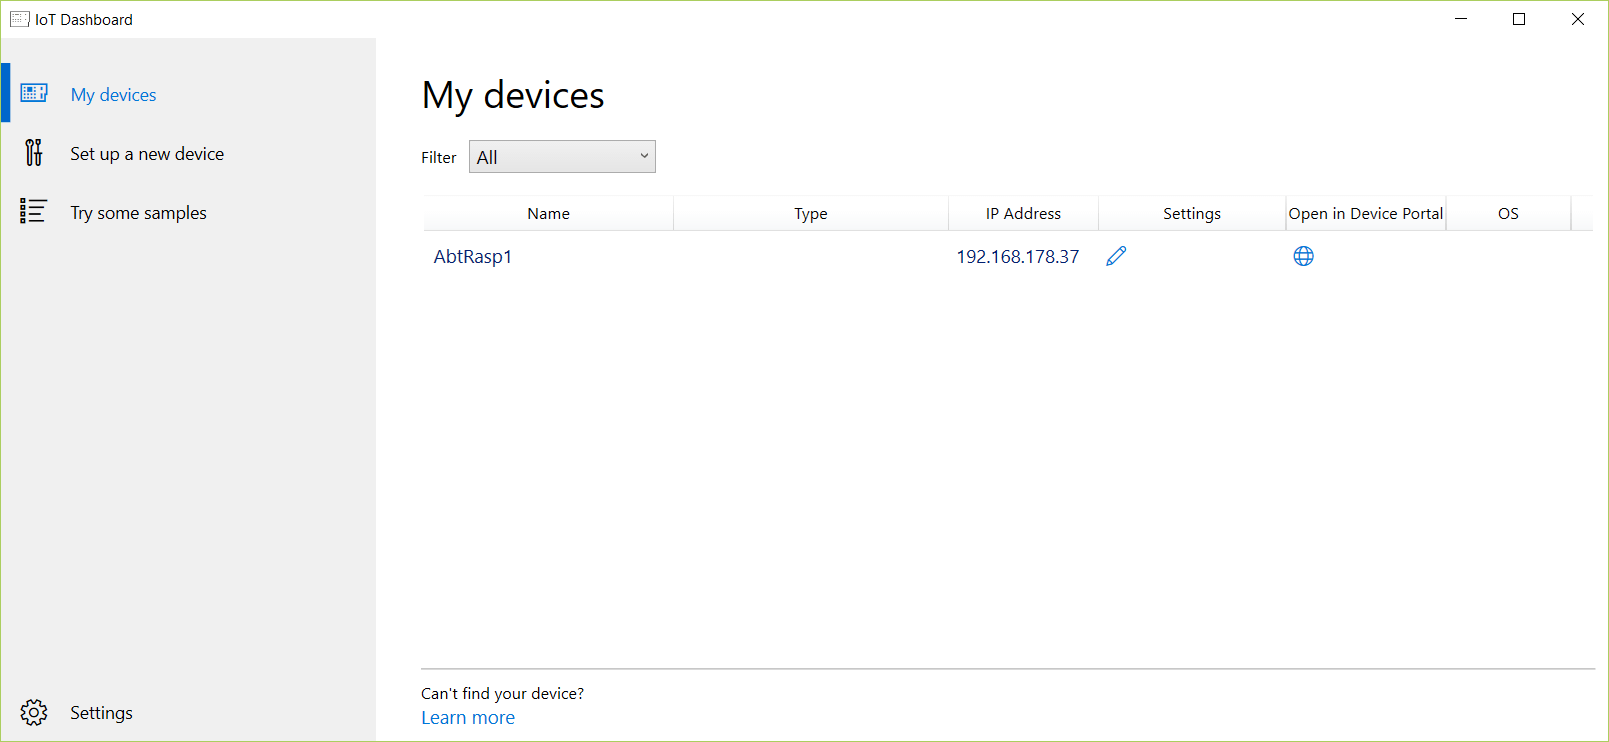 IoT Dashboard
My devices
Set up a new device
Try some samples
Settings
My devices
Filter All
Name Type IP Address Settings Open in Device Portal OS
AbtRasp1 192.168.178.37
Can't find your device?
Learn more